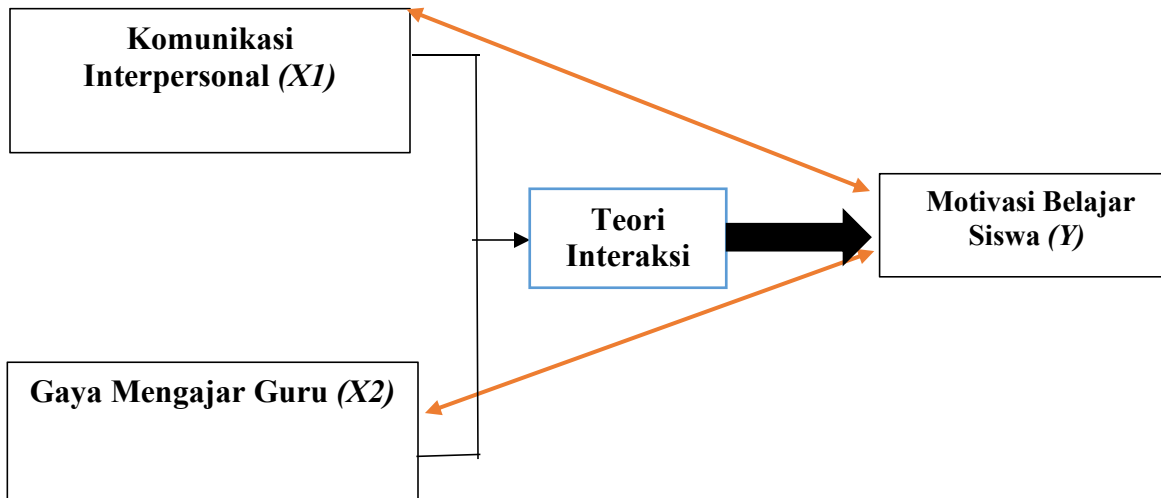 Komunikasi
Interpersonal (X1)
Teori
Interaksi
Motivasi Belajar
Siswa (Y)
Gaya Mengajar Guru (X2)